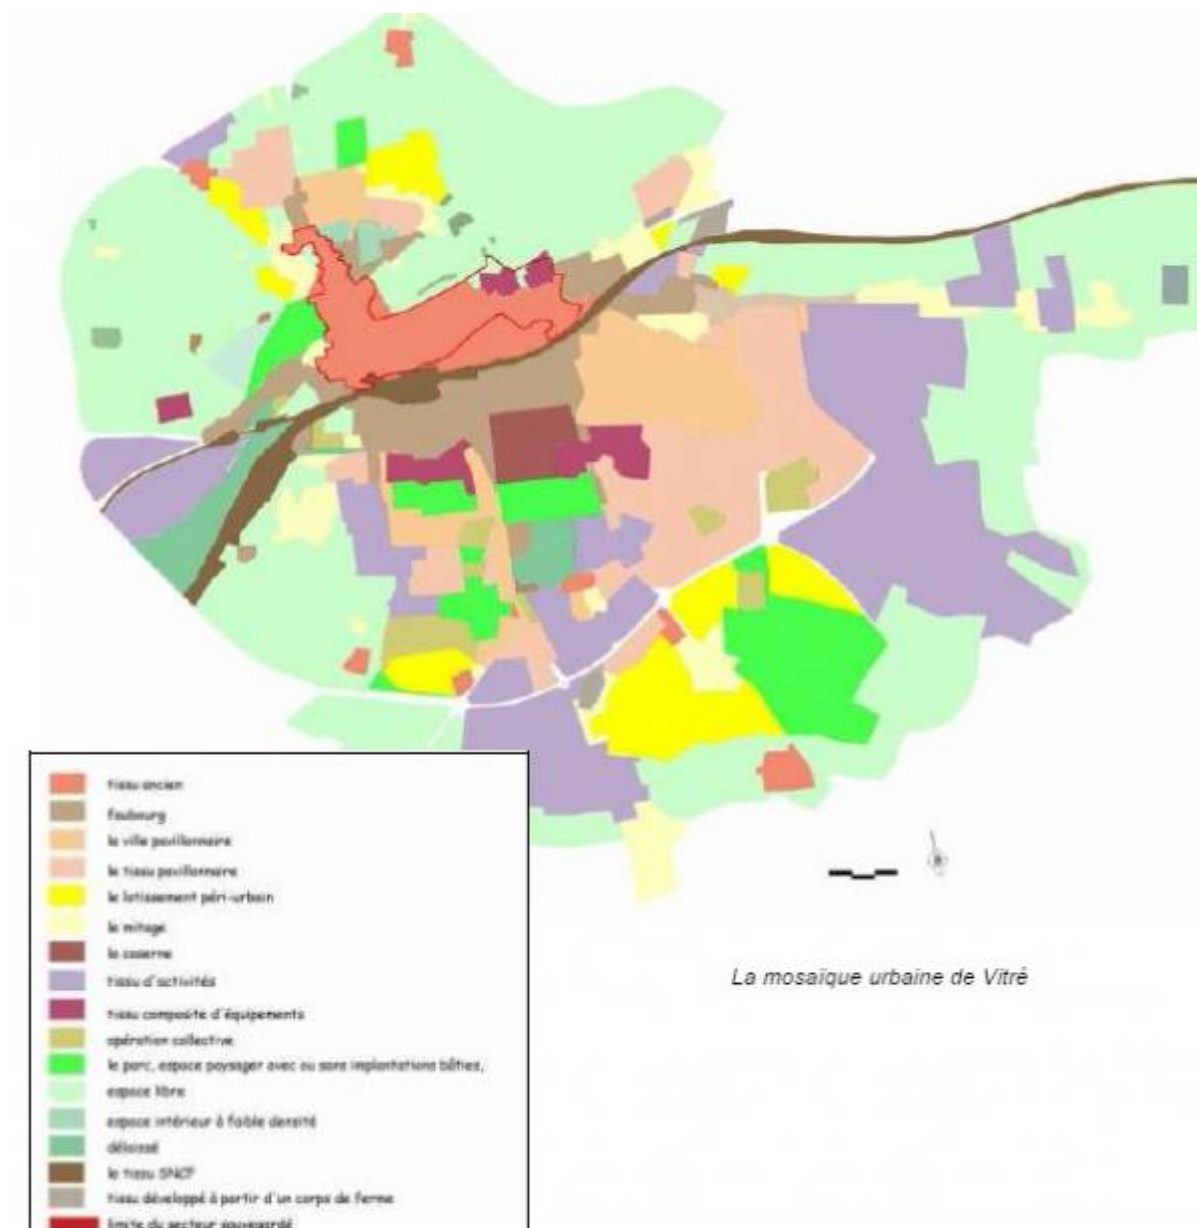 tissu ancien
faubourg
la ville pavillonnaire
le tissu pavillonnaire
le lotissement péri-urbain
le mitage
la caserne
tissu d'activités
tissu composite d'équipements
opération collective
le parc, espace paysager avec ou sans implantations bâties,
espace libre
espace intérieur à faible densité
délaissé
le tissu SNCF
tissu développé à partir d'un corps de ferme
limite du secteur sauvegardé
La mosaïque urbaine de Vitré